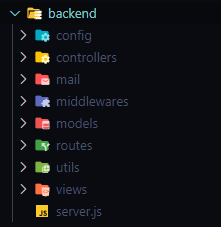 backend
config
controllers
mail
middlewares
models
routes
utils
views
JS server.js